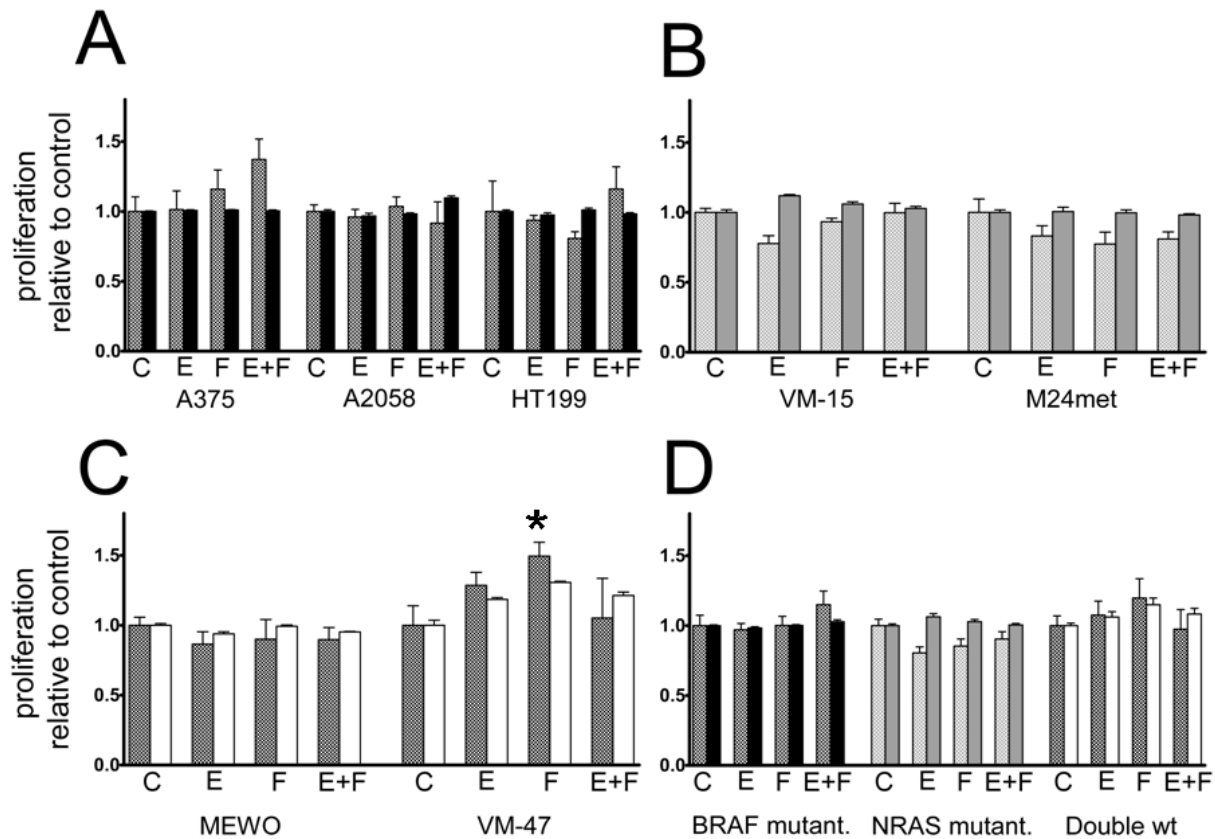 A
proliferation
relative to control
1.5
1.0
0.5
0.0
C E F E+F C E F E+F C E F E+F
A375 A2058 HT199
B
1.5
1.0
0.5
0.0
C E F E+F C E F E+F
VM-15 M24met
C
proliferation
relative to control
1.5
1.0
0.5
0.0
*
C E F E+F C E F E+F
MEWO VM-47
D
1.5
1.0
0.5
0.0
C E F E+F C E F E+F C E F E+F
BRAF mutant. NRAS mutant. Double wt